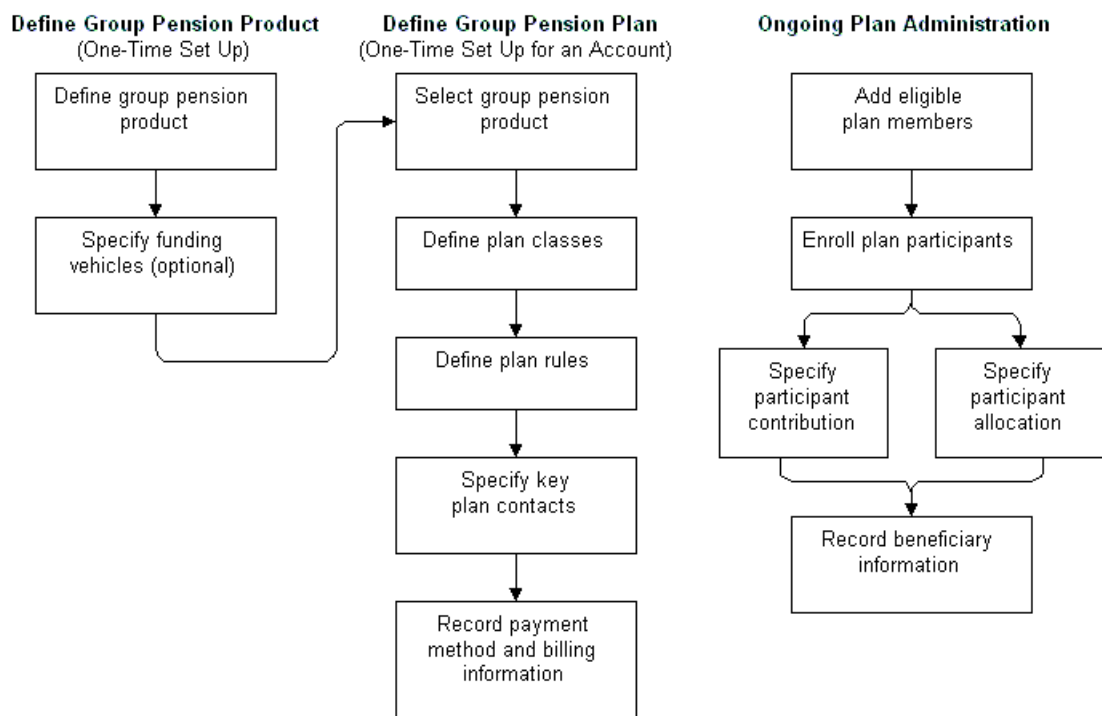 Define Group Pension Product
(One-Time Set Up)
Define group pension
product
Specify funding
vehicles (optional)
Define Group Pension Plan
(One-Time Set Up for an Account)
Select group pension
product
Define plan classes
Define plan rules
Specify key
plan contacts
Record payment
method and billing
information
Ongoing Plan Administration
Add eligible
plan members
Enroll plan participants
Specify
participant
contribution
Specify
participant
allocation
Record beneficiary
information